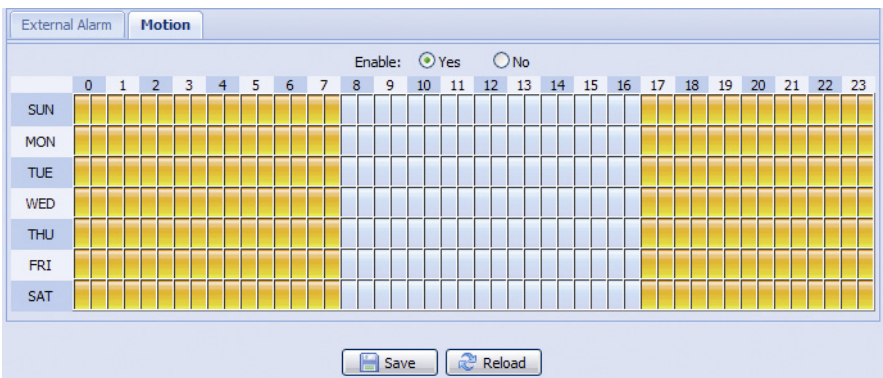 External Alarm Motion
Enable: Yes No
0 1 2 3 4 5 6 7 8 9 10 11 12 13 14 15 16 17 18 19 20 21 22 23
SUN
MON
TUE
WED
THU
FRI
SAT
Save Reload